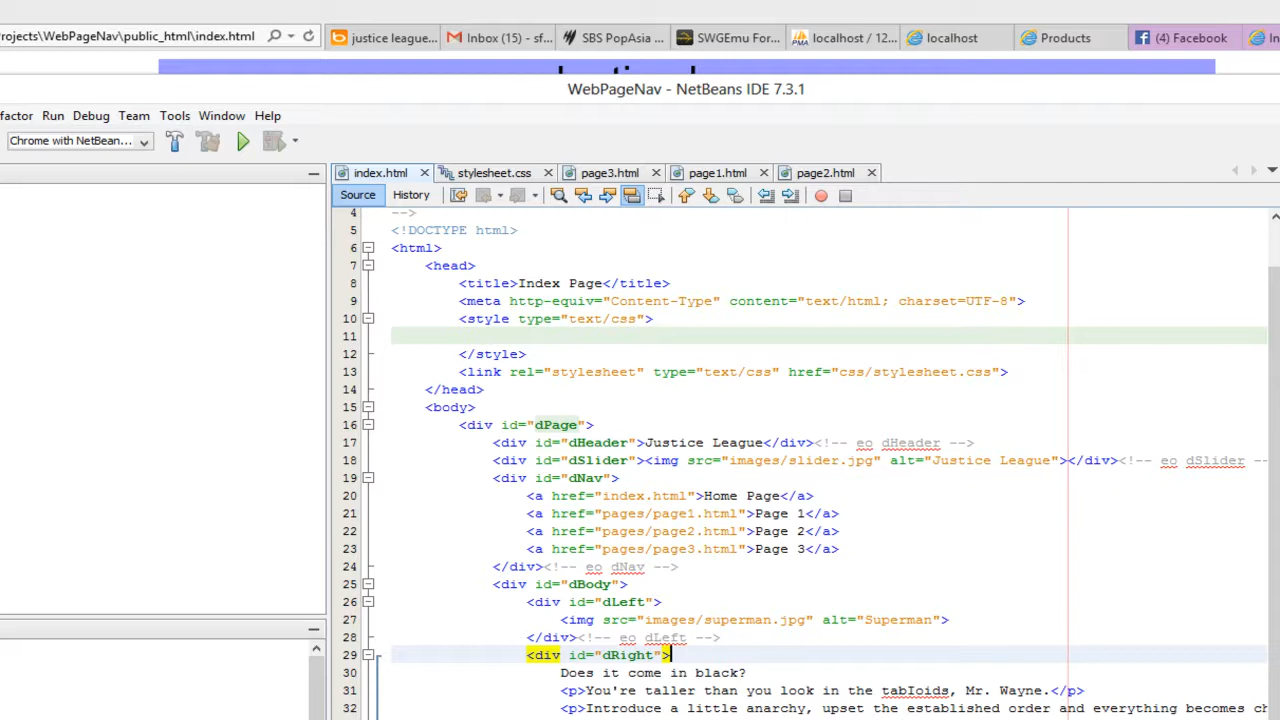 rojects\WebPageNav\public_html\index.html
justice league...
Inbox (15) - sf...
SBS PopAsia ...
SWGEmu For...
localhost / 12...
localhost
Products
(4) Facebook
In
WebPageNav - NetBeans IDE 7.3.1
factor Run Debug Team Tools Window Help
Chrome with NetBean...
index.html stylesheet.css page3.html page1.html page2.html
Source History
4 -->
5 <!DOCTYPE html>
6 <html>
7 <head>
8 <title>Index Page</title>
9 <meta http-equiv="Content-Type" content="text/html; charset=UTF-8">
10 <style type="text/css">
11
12 </style>
13 <link rel="stylesheet" type="text/css" href="css/stylesheet.css">
14 </head>
15 <body>
16 <div id="dPage">
17 <div id="dHeader">Justice League</div><!-- eo dHeader -->
18 <div id="dSlider"><img src="images/slider.jpg" alt="Justice League"></div><!-- eo dSlider --
19 <div id="dNav">
20 <a href="index.html">Home Page</a>
21 <a href="pages/page1.html">Page 1</a>
22 <a href="pages/page2.html">Page 2</a>
23 <a href="pages/page3.html">Page 3</a>
24 </div><!-- eo dNav -->
25 <div id="dBody">
26 <div id="dLeft">
27 <img src="images/superman.jpg" alt="Superman">
28 </div><!-- eo dLeft -->
29 <div id="dRight">
30 Does it come in black?
31 <p>You're taller than you look in the tabIoids, Mr. Wayne.</p>
32 <p>Introduce a little anarchy, upset the established order and everything becomes ch